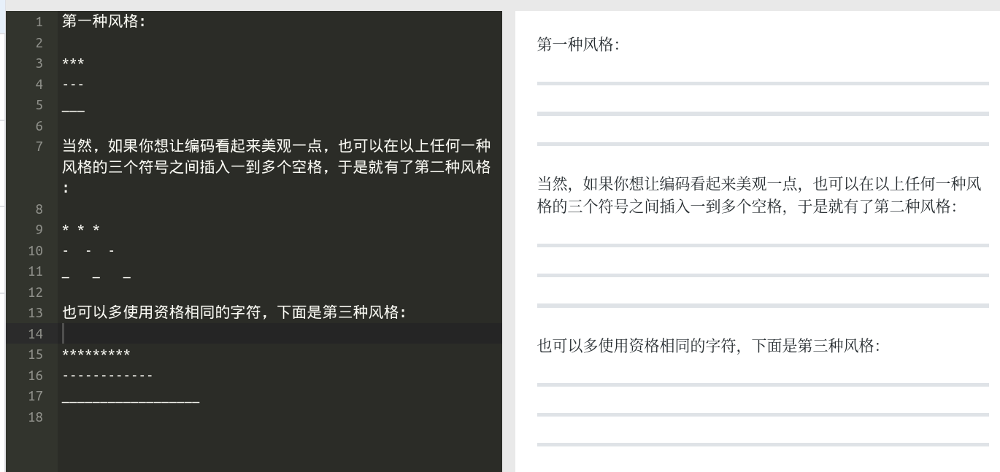 1 第一种风格：
2
3 ***
4 ---
5 ___
6
7 当然，如果你想让编码看起来美观一点，也可以在以上任何一种
风格的三个符号之间插入一到多个空格，于是就有了第二种风格
：
8
9 * * *
10 -  -  -
11 _   _   _
12
13 也可以多使用资格相同的字符，下面是第三种风格：
14
15 *********
16 ------------
17 __________________
18
第一种风格：
当然，如果你想让编码看起来美观一点，也可以在以上任何一种风
格的三个符号之间插入一到多个空格，于是就有了第二种风格：
也可以多使用资格相同的字符，下面是第三种风格：